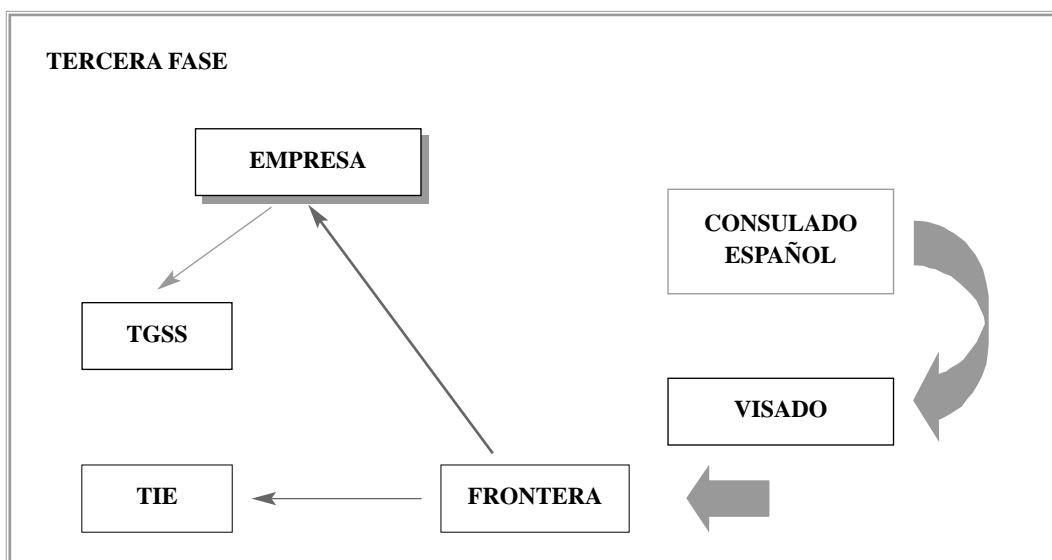 TERCERA FASE
EMPRESA
CONSULADO
ESPAÑOL
TGSS
VISADO
TIE
FRONTERA